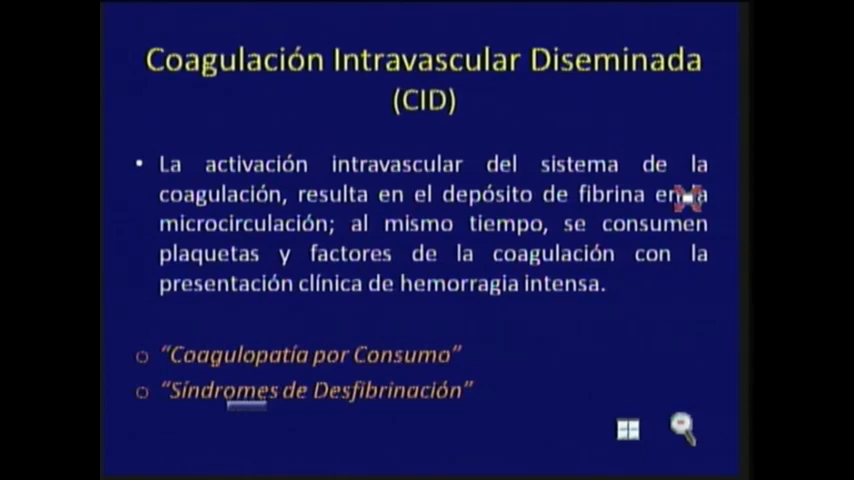 Coagulación Intravascular Diseminada
(CID)
• La activación intravascular del sistema de la
coagulación, resulta en el depósito de fibrina en la
microcirculación; al mismo tiempo, se consumen
plaquetas y factores de la coagulación con la
presentación clínica de hemorragia intensa.
o "Coagulopatía por Consumo"
o "Síndromes de Desfibrinación"